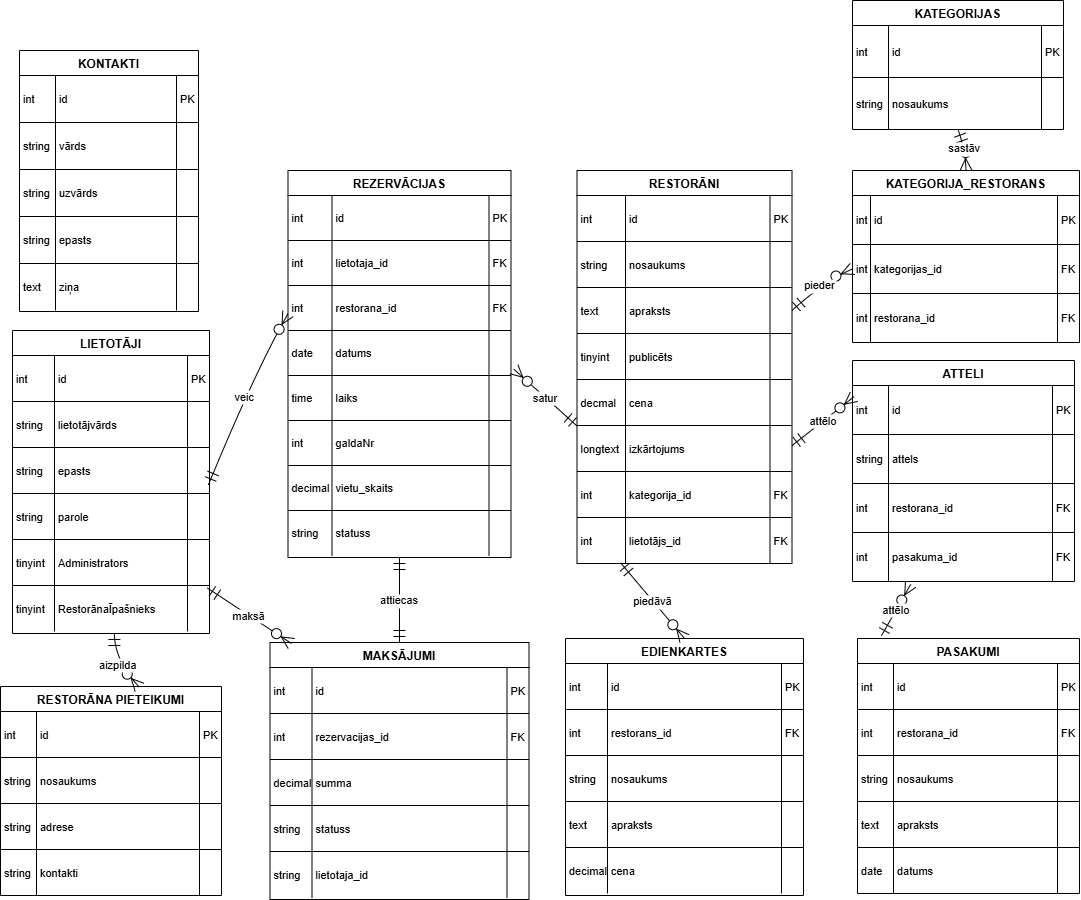 KATEGORIJAS
int id PK
string nosaukums
sastāv
KONTAKTI
int id PK
string vārds
string uzvārds
string epasts
text ziņa
REZERVĀCIJAS
int id PK
int lietotaja_id FK
int restorana_id FK
date datums
time laiks
int galdaNr
decimal vietu_skaits
string statuss
RESTORĀNI
int id PK
string nosaukums
text apraksts
tinyint publicēts
decmal cena
longtext izkārtojums
int kategorija_id FK
int lietotājs_id FK
KATEGORIJA_RESTORANS
int id PK
int kategorijas_id FK
int restorana_id FK
pieder
LIETOTĀJI
int id PK
string lietotājvārds
string epasts
string parole
tinyint Administrators
tinyint RestorānaĪpašnieks
veic
satur
attēlo
ATTELI
int id PK
string attels
int restorana_id FK
int pasakuma_id FK
maksā
attiecas
piedāvā
attēlo
aizpilda
RESTORĀNA PIETEIKUMI
int id PK
string nosaukums
string adrese
string kontakti
MAKSĀJUMI
int id PK
int rezervacijas_id FK
decimal summa
string statuss
string lietotaja_id
EDIENKARTES
int id PK
int restorans_id FK
string nosaukums
text apraksts
decimal cena
PASAKUMI
int id PK
int restorana_id FK
string nosaukums
text apraksts
date datums